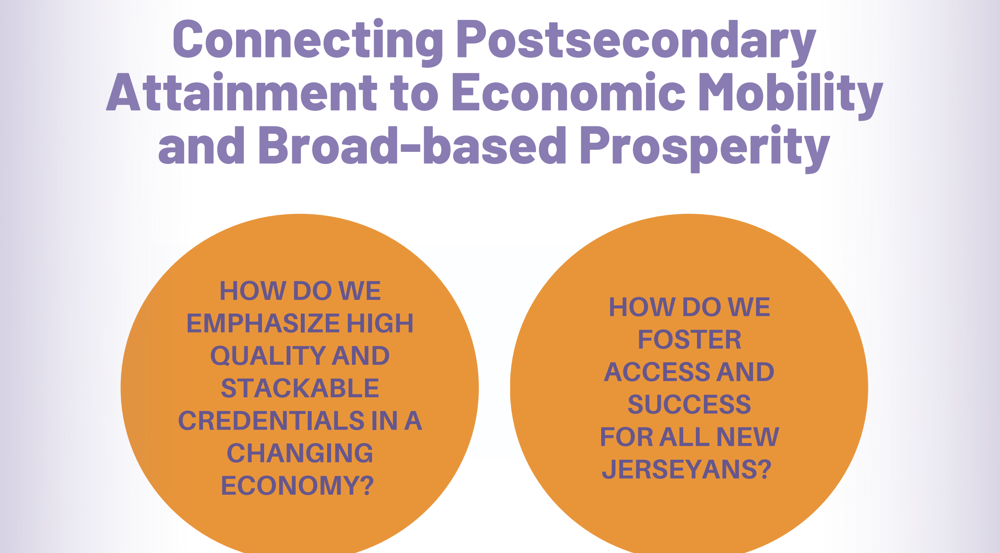 Connecting Postsecondary
Attainment to Economic Mobility
and Broad-based Prosperity
HOW DO WE
EMPHASIZE HIGH
QUALITY AND
STACKABLE
CREDENTIALS IN A
CHANGING
ECONOMY?
HOW DO WE
FOSTER
ACCESS AND
SUCCESS
FOR ALL NEW
JERSEYANS?